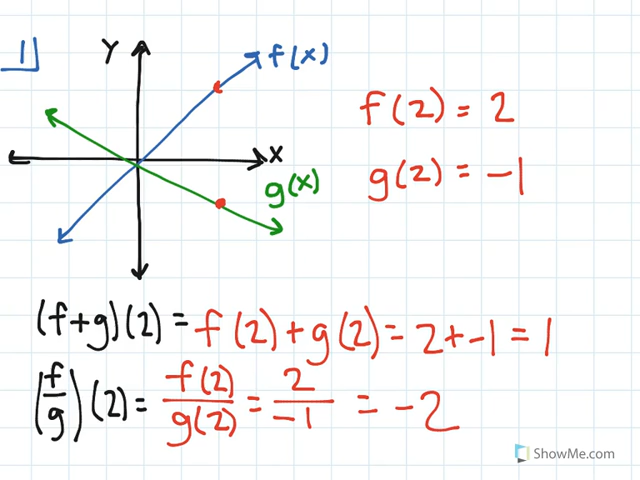 1
Y
f(x)
X
g(x)
f(2) = 2
g(2) = -1
(f+g)(2) = f(2) + g(2) = 2 + -1 = 1
(f/g)(2) = f(2)/g(2) = 2/-1 = -2
ShowMe.com